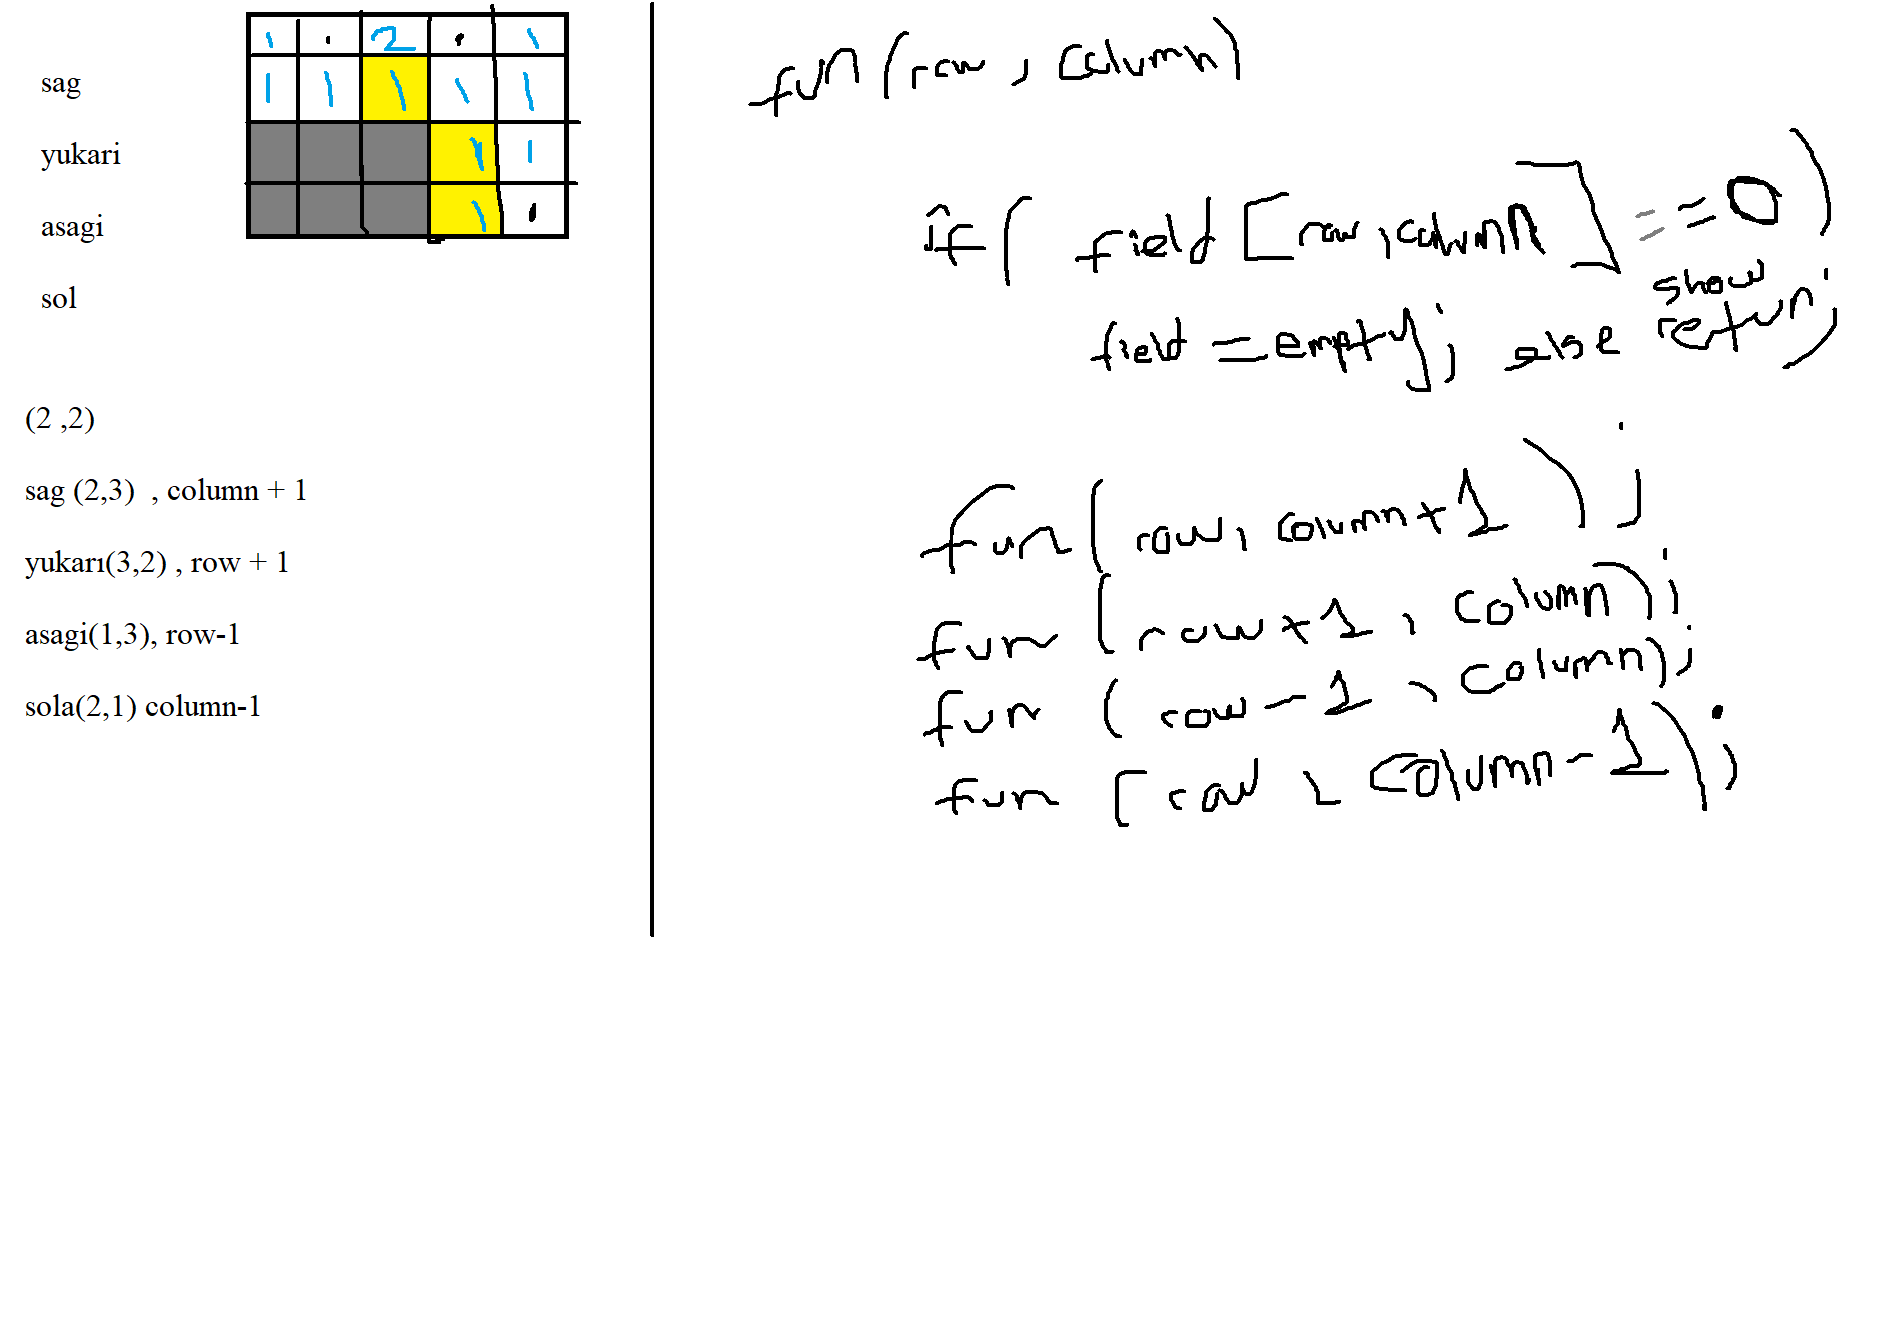 1 . 2 . 1
1 1 1 1 1
1 1
1 .
sag
yukari
asagi
sol
(2 ,2)
sag (2,3) , column + 1
yukarı(3,2) , row + 1
asagi(1,3), row-1
sola(2,1) column-1
fun(row, column)
if( field [row,column] == 0)
field = empty; else show return;
fun(row, column+1);
fun(row+1, column);
fun(row-1, column);
fun(row, column-1);